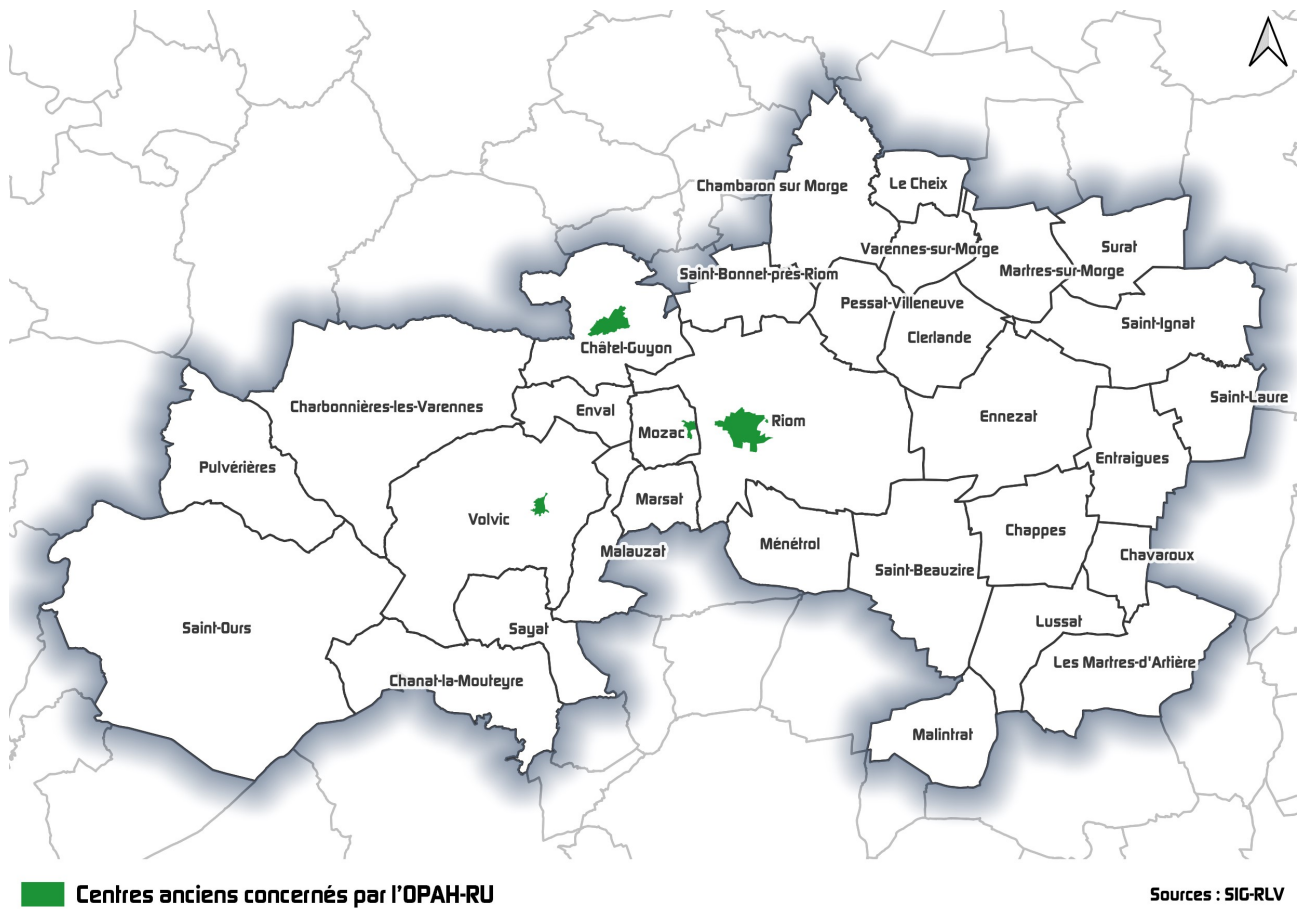 Chambaron sur Morge
Le Cheix
Varennes-sur-Morge
Surat
Martres-sur-Morge
Saint-Bonnet-près-Riom
Pessat-Villeneuve
Saint-Ignat
Clerlande
Châtel-Guyon
Saint-Laure
Charbonnières-les-Varennes
Enval
Ennezat
Riom
Mozac
Entraigues
Pulvérières
Marsat
Volvic
Chappes
Ménétrol
Malauzat
Chavaroux
Saint-Beauzire
Lussat
Saint-Ours
Sayat
Les Martres-d'Artière
Chanat-la-Mouteyre
Malintrat
Centres anciens concernés par l'OPAH-RU
Sources : SIG-RLV